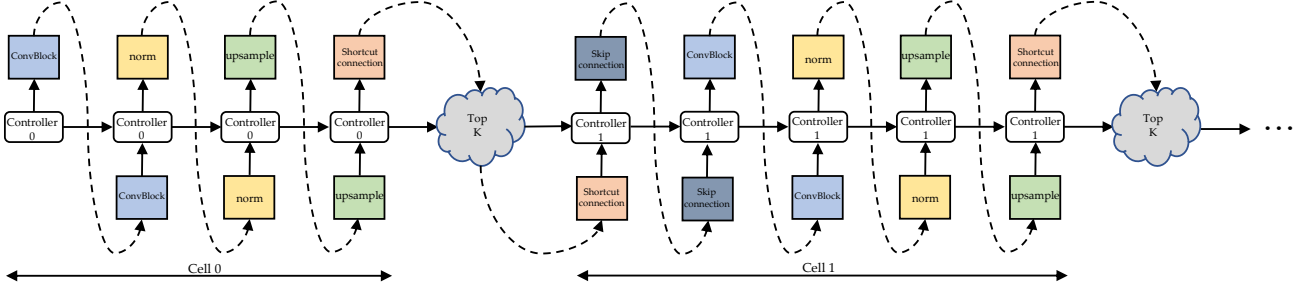 ConvBlock
norm
upsample
Shortcut
connection
Skip
connection
ConvBlock
norm
upsample
Shortcut
connection
Controller
0
Controller
0
Controller
0
Controller
0
Top
K
Controller
1
Controller
1
Controller
1
Controller
1
Controller
1
Top
K
...
ConvBlock
norm
upsample
Shortcut
connection
Skip
connection
ConvBlock
norm
upsample
Cell 0
Cell 1